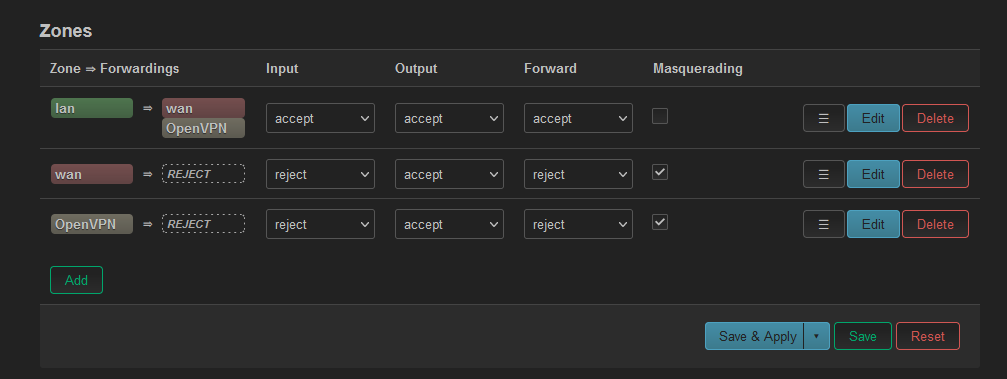 Zones
Zone ⇒ Forwardings Input Output Forward Masquerading
lan ⇒ wan
OpenVPN
accept accept accept ☰ Edit Delete
wan ⇒ REJECT reject accept reject ☰ Edit Delete
OpenVPN ⇒ REJECT reject accept reject ☰ Edit Delete
Add
Save & Apply Save Reset